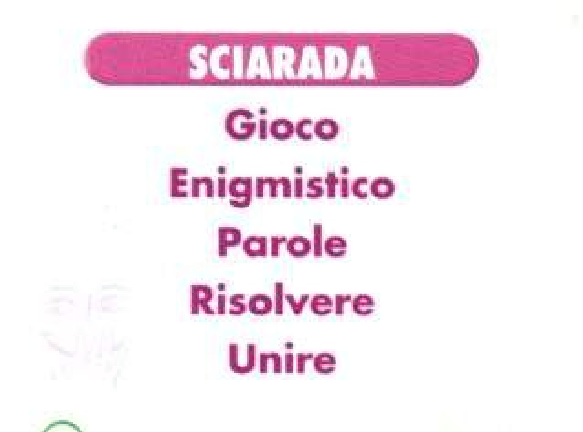 SCIARADA
Gioco
Enigmistico
Parole
Risolvere
Unire